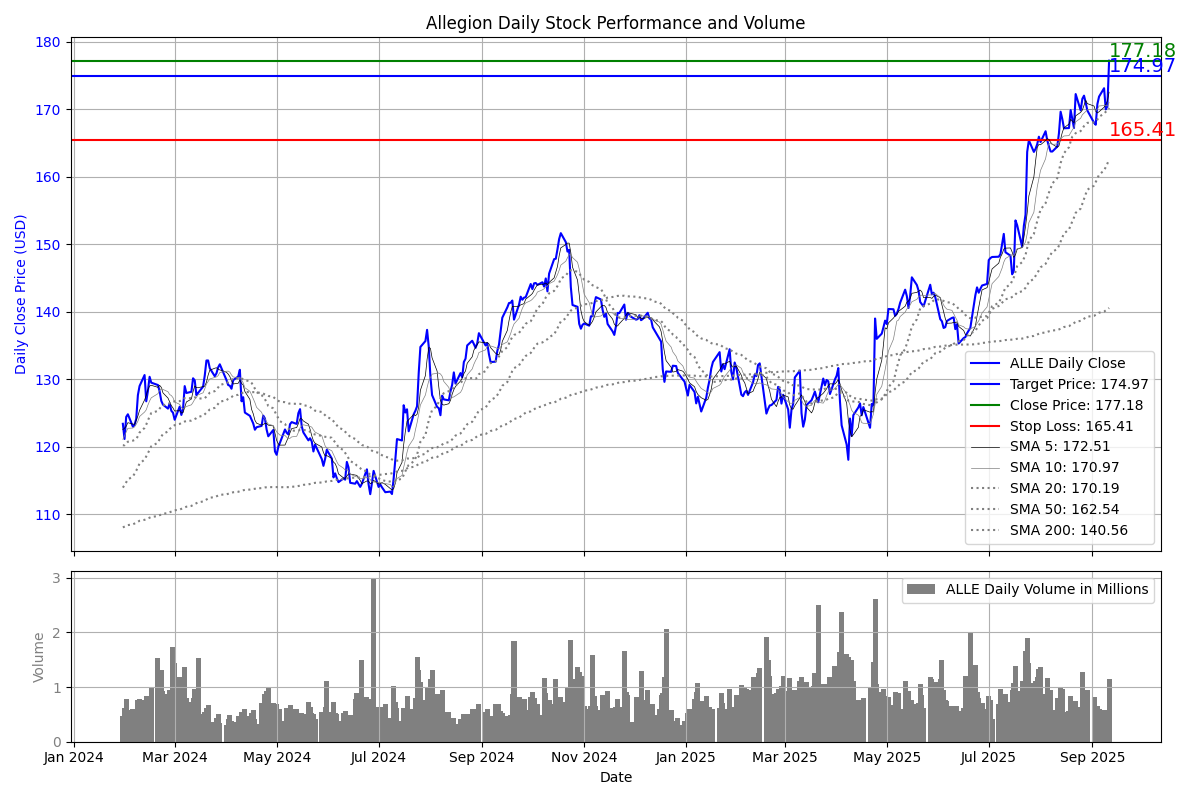 Allegion Daily Stock Performance and Volume
180
170
160
150
140
130
120
110
Daily Close Price (USD)
177.18
174.97
165.41
ALLE Daily Close
Target Price: 174.97
Close Price: 177.18
Stop Loss: 165.41
SMA 5: 172.51
SMA 10: 170.97
SMA 20: 170.19
SMA 50: 162.54
SMA 200: 140.56
3
2
1
0
Volume
ALLE Daily Volume in Millions
Jan 2024 Mar 2024 May 2024 Jul 2024 Sep 2024 Nov 2024 Jan 2025 Mar 2025 May 2025 Jul 2025 Sep 2025
Date